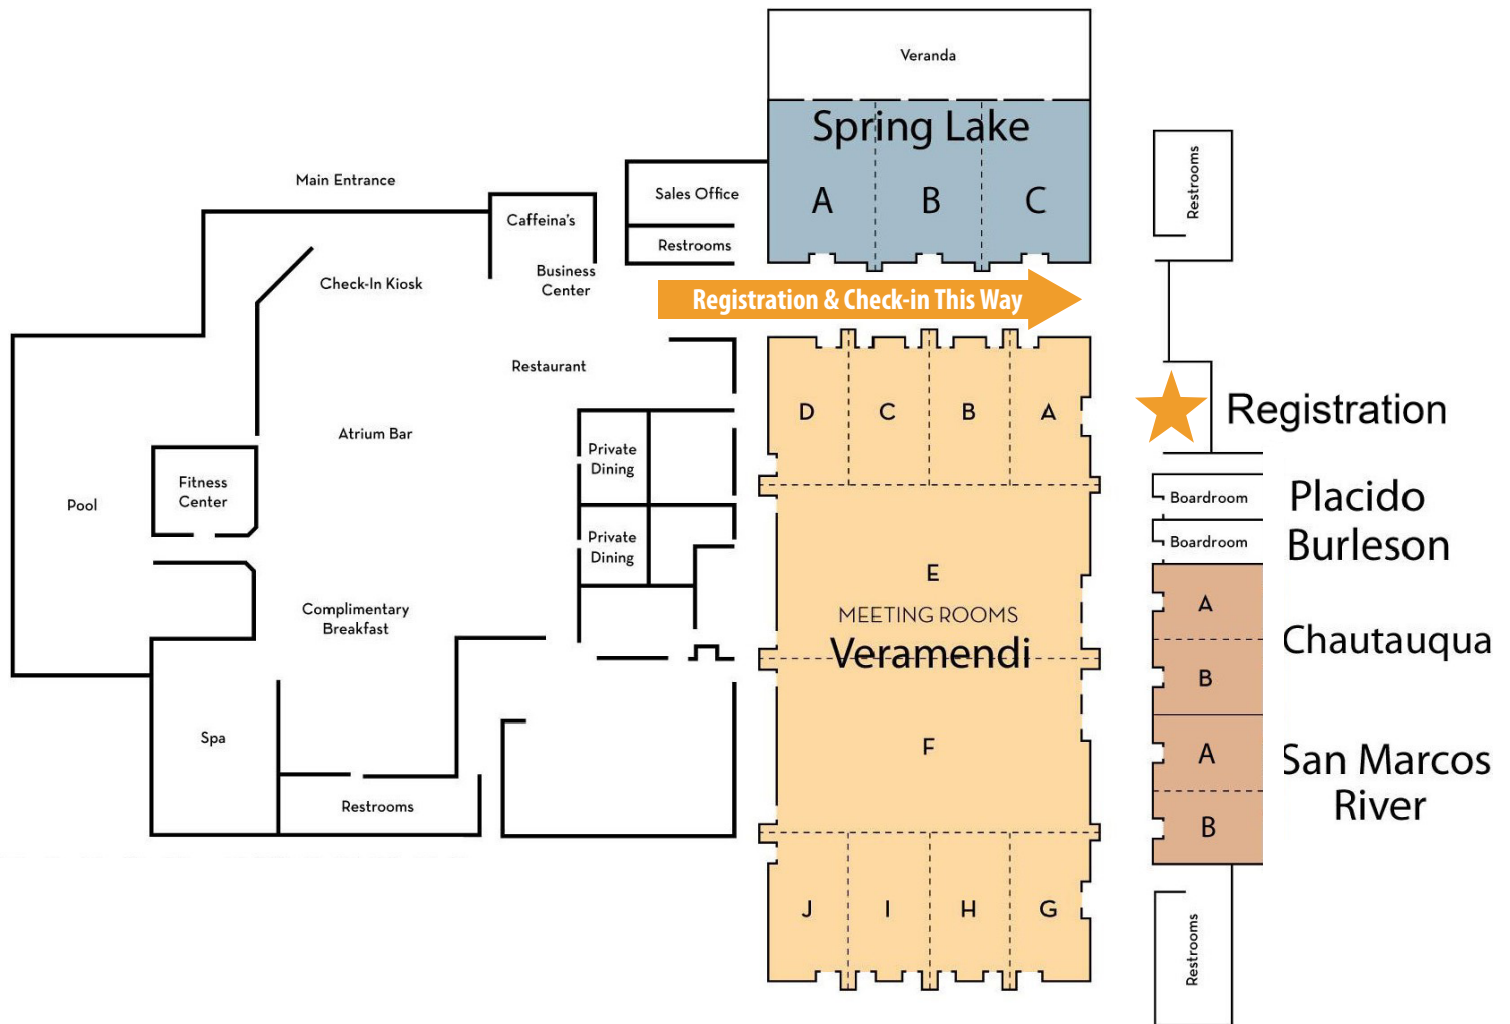 Veranda
Spring Lake
A
B
C
Restrooms
Main Entrance
Sales Office
Caffeina's
Restrooms
Check-In Kiosk
Business
Center
Registration & Check-in This Way
Restaurant
D
C
B
A
Registration
Atrium Bar
Private
Dining
Fitness
Center
Pool
Boardroom
Placido
Private
Dining
Boardroom
Burleson
E
MEETING ROOMS
Veramendi
A
Chautauqua
B
Complimentary
Breakfast
Spa
F
A
San Marcos
River
B
Restrooms
J
I
H
G
Restrooms